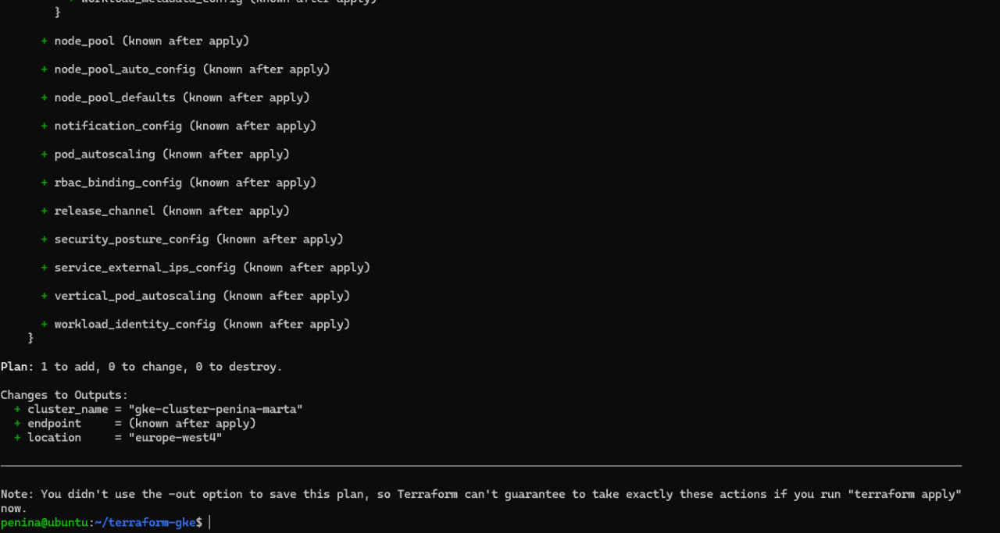 + workload_metadata_config (known after apply)
}
+ node_pool (known after apply)
+ node_pool_auto_config (known after apply)
+ node_pool_defaults (known after apply)
+ notification_config (known after apply)
+ pod_autoscaling (known after apply)
+ rbac_binding_config (known after apply)
+ release_channel (known after apply)
+ security_posture_config (known after apply)
+ service_external_ips_config (known after apply)
+ vertical_pod_autoscaling (known after apply)
+ workload_identity_config (known after apply)
}
Plan: 1 to add, 0 to change, 0 to destroy.
Changes to Outputs:
+ cluster_name = "gke-cluster-penina-marta"
+ endpoint     = (known after apply)
+ location     = "europe-west4"
Note: You didn't use the -out option to save this plan, so Terraform can't guarantee to take exactly these actions if you run "terraform apply"
now.
penina@ubuntu:~/terraform-gke$